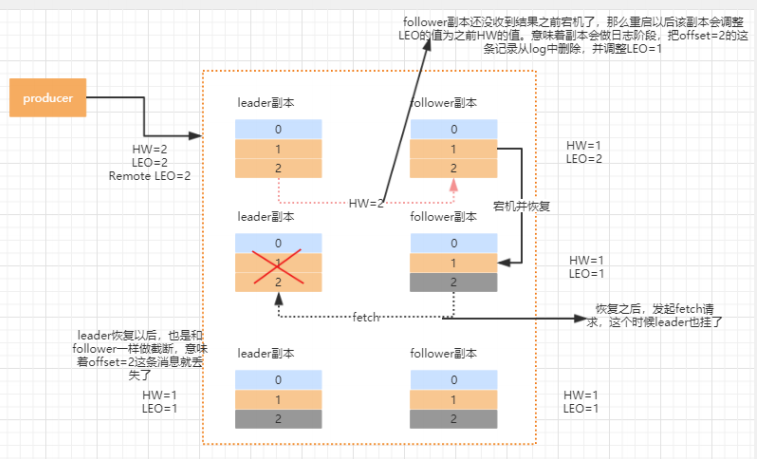 follower副本还没收到结果之前宕机了，那么重启以后该副本会调整
LEO的值为之前HW的值。意味着副本会做日志阶段，把offset=2的这
条记录从log中删除，并调整LEO=1
producer
leader副本
follower副本
0
0
1
1
2
2
HW=2
LEO=2
Remote LEO=2
HW=1
LEO=2
HW=2
宕机并恢复
leader副本
follower副本
0
0
1
1
2
2
HW=1
LEO=1
fetch
恢复之后，发起fetch请
求，这个时候leader也挂了
leader恢复以后，也是和
follower一样做截断，意味
着offset=2这条消息就丢
失了
leader副本
follower副本
0
0
1
1
2
2
HW=1
LEO=1
HW=1
LEO=1